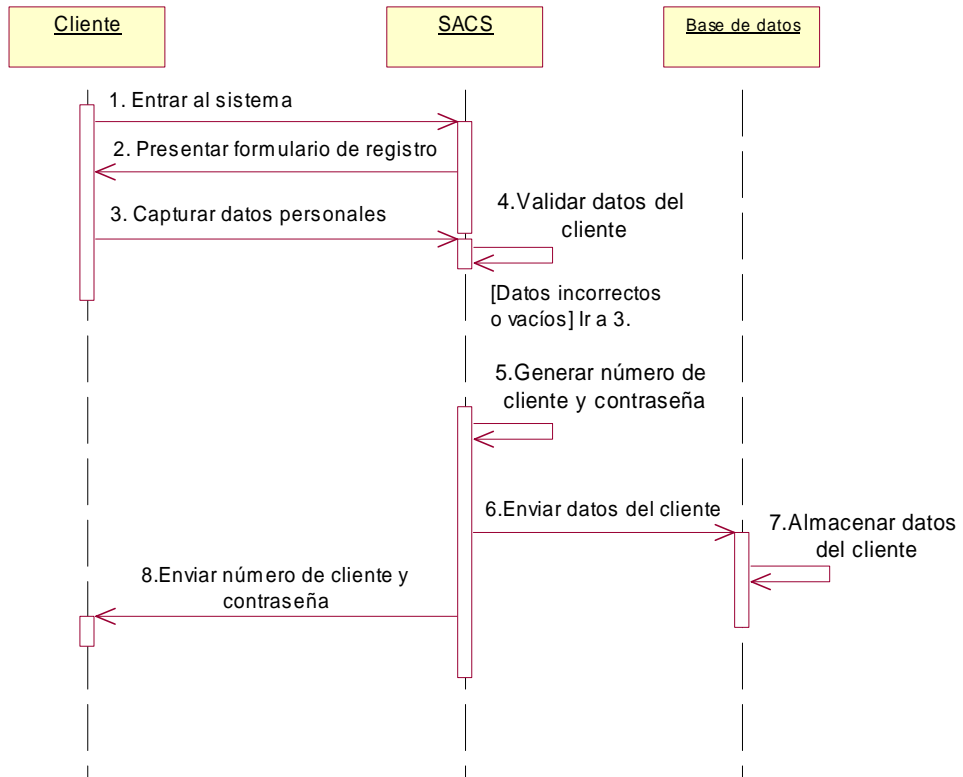 Cliente
SACS
Base de datos
1. Entrar al sistema
2. Presentar formulario de registro
3. Capturar datos personales
4.Validar datos del
cliente
[Datos incorrectos
o vacíos] Ir a 3.
5.Generar número de
cliente y contraseña
6.Enviar datos del cliente
7.Almacenar datos
del cliente
8.Enviar número de cliente y
contraseña